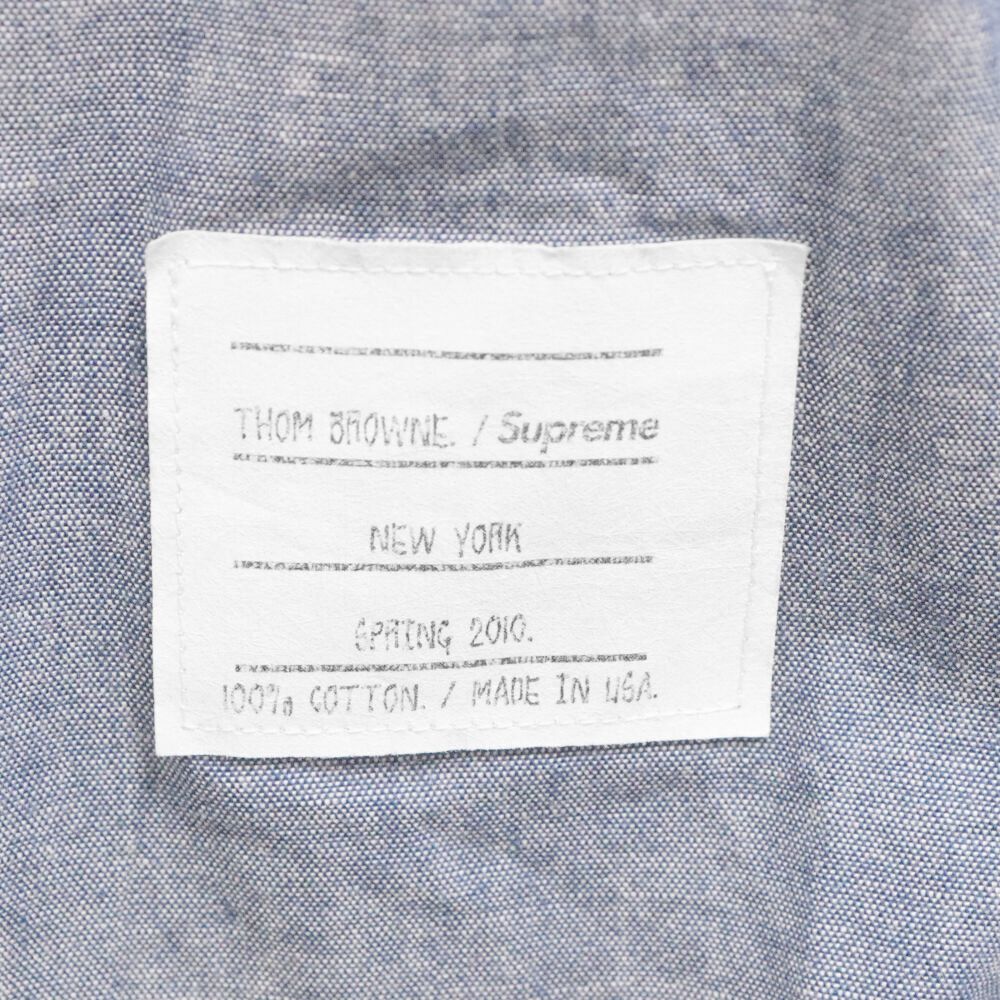 THOM BROWNE. / Supreme
NEW YORK
SPRING 2010.
100% COTTON. / MADE IN USA.